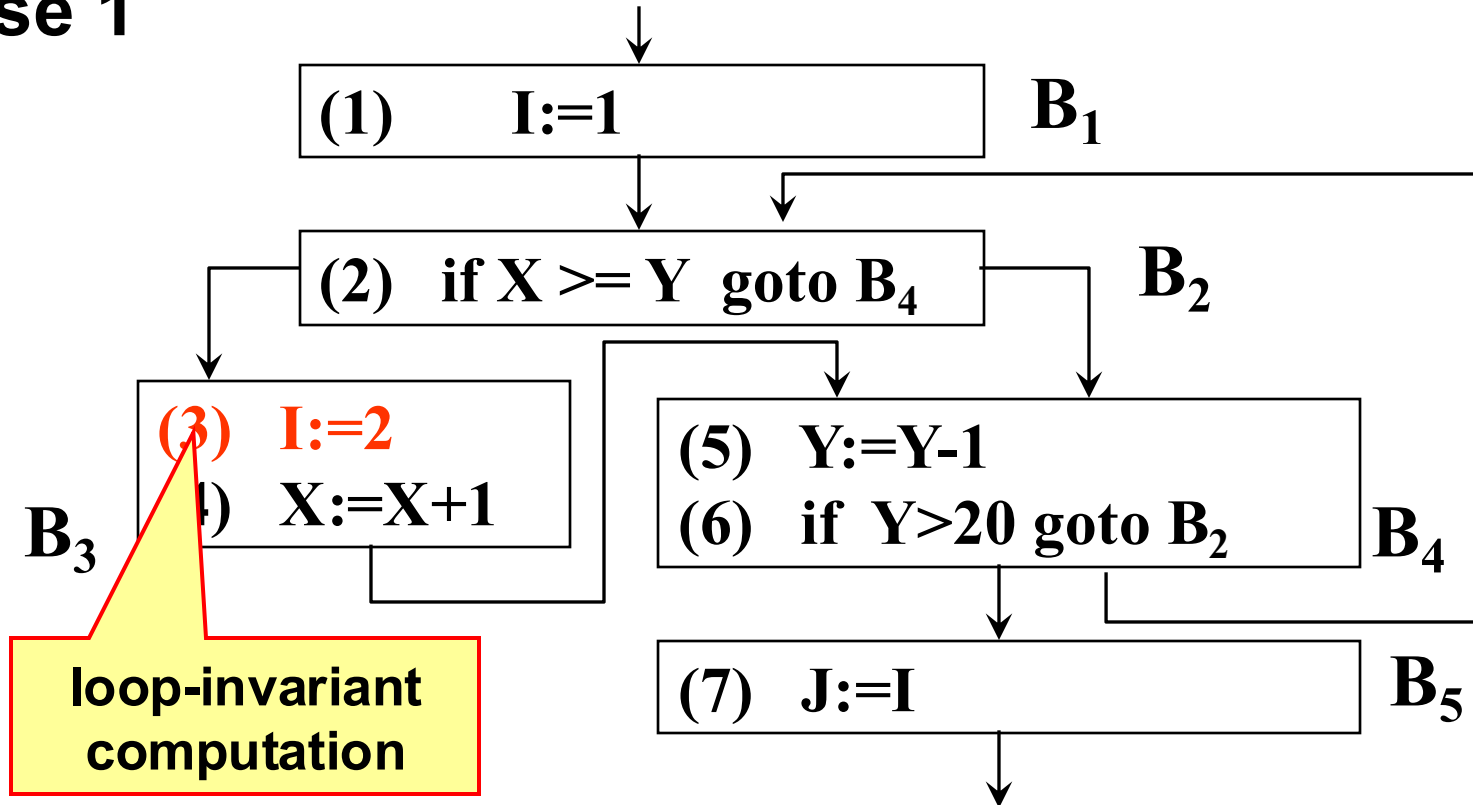 se 1
(1) I:=1 B₁
(2) if X >= Y goto B₄ B₂
(3) I:=2
4) X:=X+1
B₃
(5) Y:=Y-1
(6) if Y>20 goto B₂
B₄
(7) J:=I B₅
loop-invariant
computation